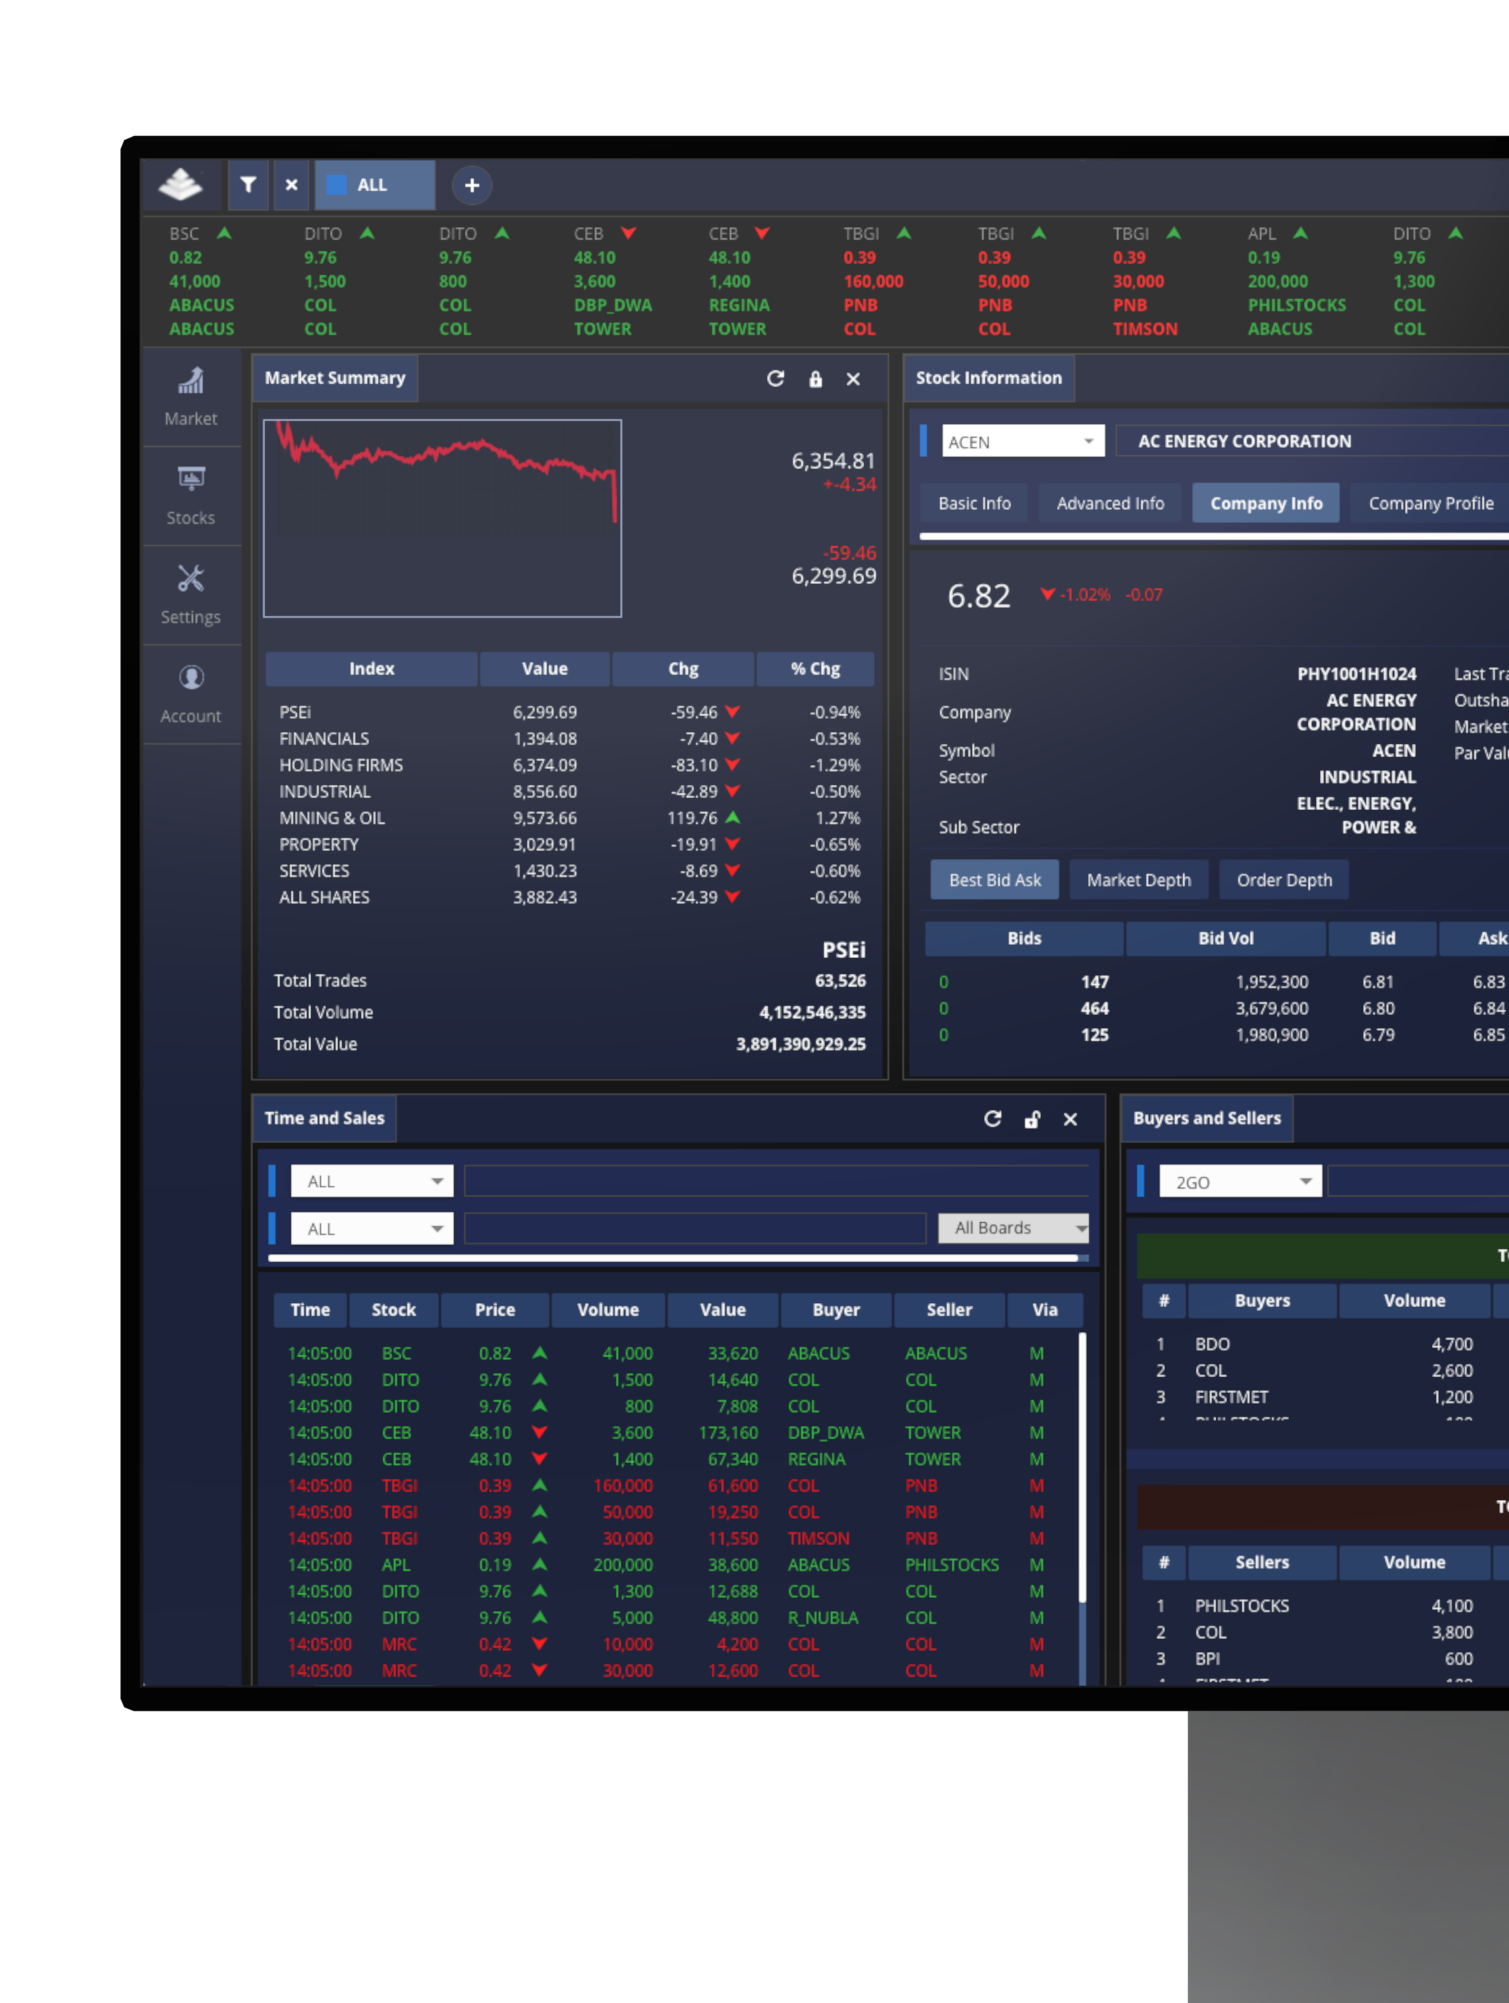 ALL
BSC DITO DITO CEB CEB TBGI TBGI TBGI APL DITO
0.82 9.76 9.76 48.10 48.10 0.39 0.39 0.39 0.19 9.76
41,000 1,500 800 3,600 1,400 160,000 50,000 30,000 200,000 1,300
ABACUS COL COL DBP_DWA REGINA PNB PNB PNB PHILSTOCKS COL
ABACUS COL COL TOWER TOWER COL COL TIMSON ABACUS COL
Market
Stocks
Settings
Account
Market Summary
6,354.81
+-4.34
-59.46
6,299.69
Index Value Chg % Chg
PSEi 6,299.69 -59.46 -0.94%
FINANCIALS 1,394.08 -7.40 -0.53%
HOLDING FIRMS 6,374.09 -83.10 -1.29%
INDUSTRIAL 8,556.60 -42.89 -0.50%
MINING & OIL 9,573.66 119.76 1.27%
PROPERTY 3,029.91 -19.91 -0.65%
SERVICES 1,430.23 -8.69 -0.60%
ALL SHARES 3,882.43 -24.39 -0.62%
PSEi
Total Trades 63,526
Total Volume 4,152,546,335
Total Value 3,891,390,929.25
Stock Information
ACEN AC ENERGY CORPORATION
Basic Info Advanced Info Company Info Company Profile
6.82 -1.02% -0.07
ISIN PHY1001H1024
Company AC ENERGY
CORPORATION
Symbol ACEN
Sector INDUSTRIAL
Sub Sector ELEC., ENERGY,
POWER &
Last Tra
Outsha
Market
Par Val
Best Bid Ask Market Depth Order Depth
Bids Bid Vol Bid Ask
0 147 1,952,300 6.81 6.83
0 464 3,679,600 6.80 6.84
0 125 1,980,900 6.79 6.85
Time and Sales
ALL
ALL All Boards
Time Stock Price Volume Value Buyer Seller Via
14:05:00 BSC 0.82 41,000 33,620 ABACUS ABACUS M
14:05:00 DITO 9.76 1,500 14,640 COL COL M
14:05:00 DITO 9.76 800 7,808 COL COL M
14:05:00 CEB 48.10 3,600 173,160 DBP_DWA TOWER M
14:05:00 CEB 48.10 1,400 67,340 REGINA TOWER M
14:05:00 TBGI 0.39 160,000 61,600 COL PNB M
14:05:00 TBGI 0.39 50,000 19,250 COL PNB M
14:05:00 TBGI 0.39 30,000 11,550 TIMSON PNB M
14:05:00 APL 0.19 200,000 38,600 ABACUS PHILSTOCKS M
14:05:00 DITO 9.76 1,300 12,688 COL COL M
14:05:00 DITO 9.76 5,000 48,800 R_NUBLA COL M
14:05:00 MRC 0.42 10,000 4,200 COL COL M
14:05:00 MRC 0.42 30,000 12,600 COL COL M
Buyers and Sellers
2GO
# Buyers Volume
1 BDO 4,700
2 COL 2,600
3 FIRSTMET 1,200
# Sellers Volume
1 PHILSTOCKS 4,100
2 COL 3,800
3 BPI 600